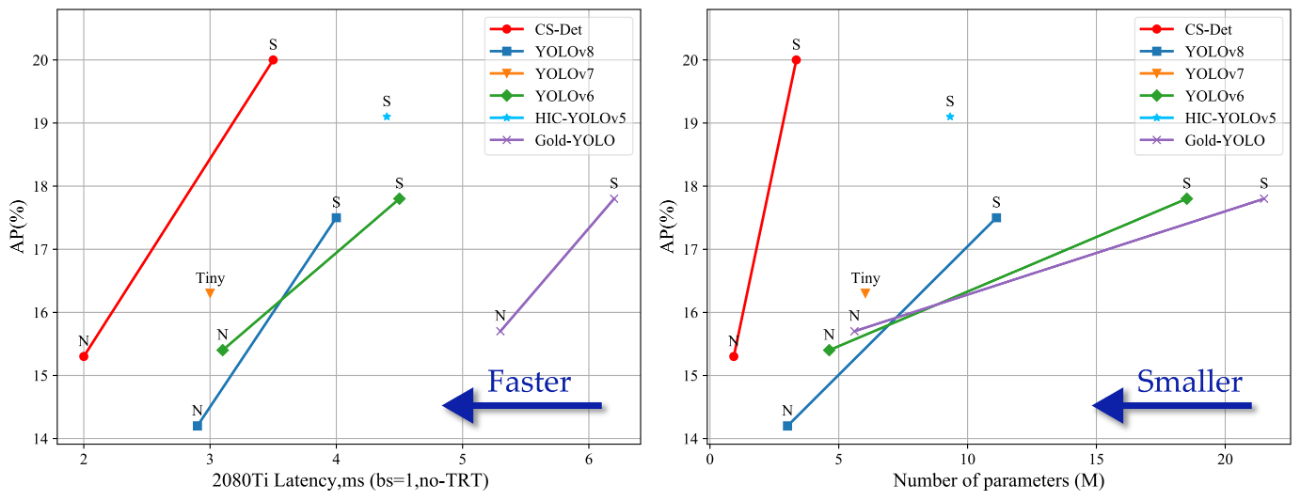 CS-Det
YOLOv8
YOLOv7
YOLOv6
HIC-YOLOv5
Gold-YOLO
S
S
S
S
S
Tiny
N
N
N
N
Faster
20
19
18
17
16
15
14
AP(%)
2
3
4
5
6
2080Ti Latency,ms (bs=1,no-TRT)
CS-Det
YOLOv8
YOLOv7
YOLOv6
HIC-YOLOv5
Gold-YOLO
S
S
S
S
S
Tiny
N
N
N
N
Smaller
20
19
18
17
16
15
14
AP(%)
0
5
10
15
20
Number of parameters (M)